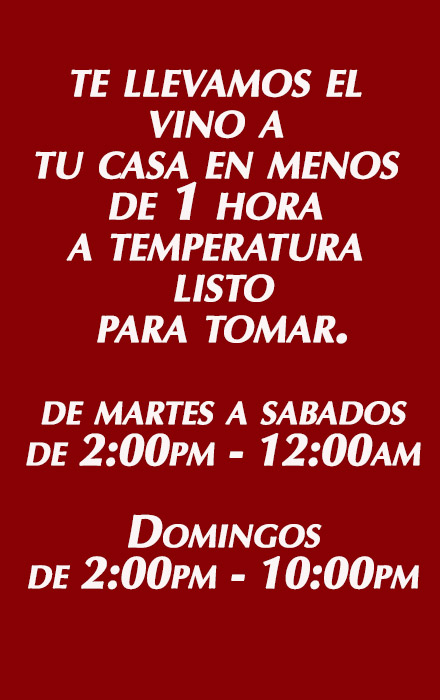 TE LLEVAMOS EL
VINO A
TU CASA EN MENOS
DE 1 HORA
A TEMPERATURA
LISTO
PARA TOMAR.
DE MARTES A SABADOS
DE 2:00PM - 12:00AM
DOMINGOS
DE 2:00PM - 10:00PM